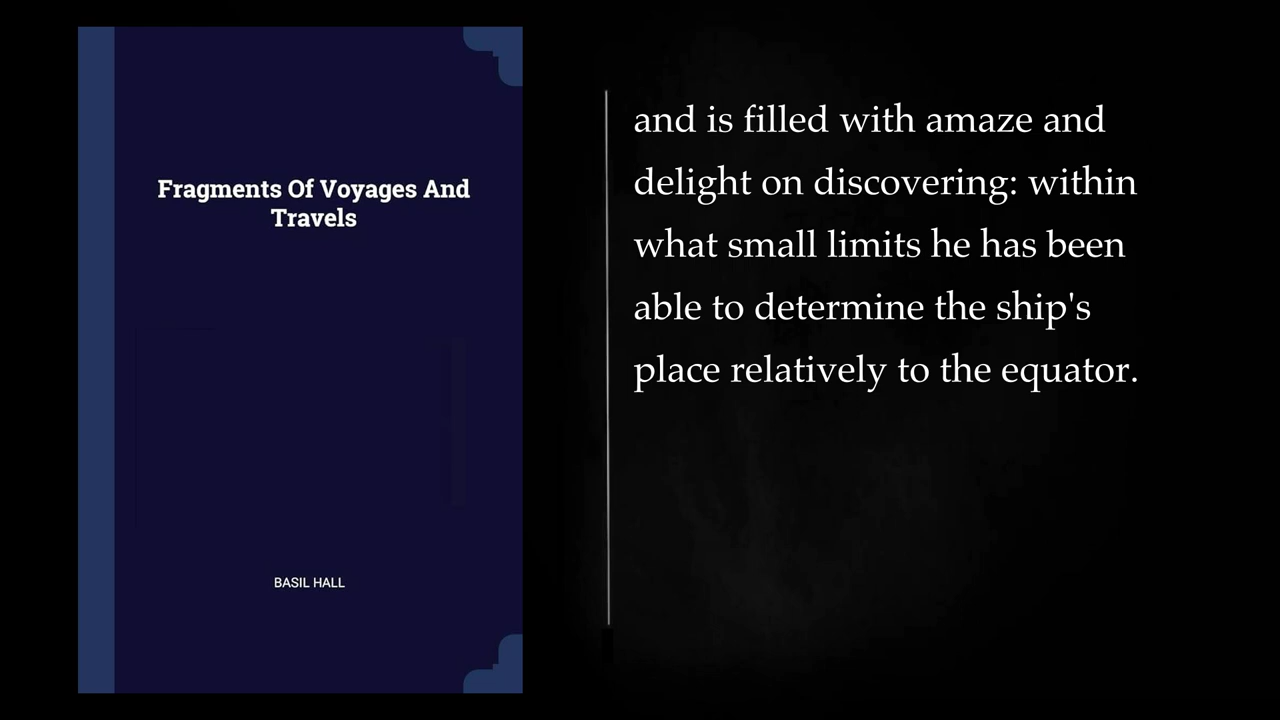 Fragments Of Voyages And
Travels
BASIL HALL
and is filled with amaze and
delight on discovering: within
what small limits he has been
able to determine the ship's
place relatively to the equator.